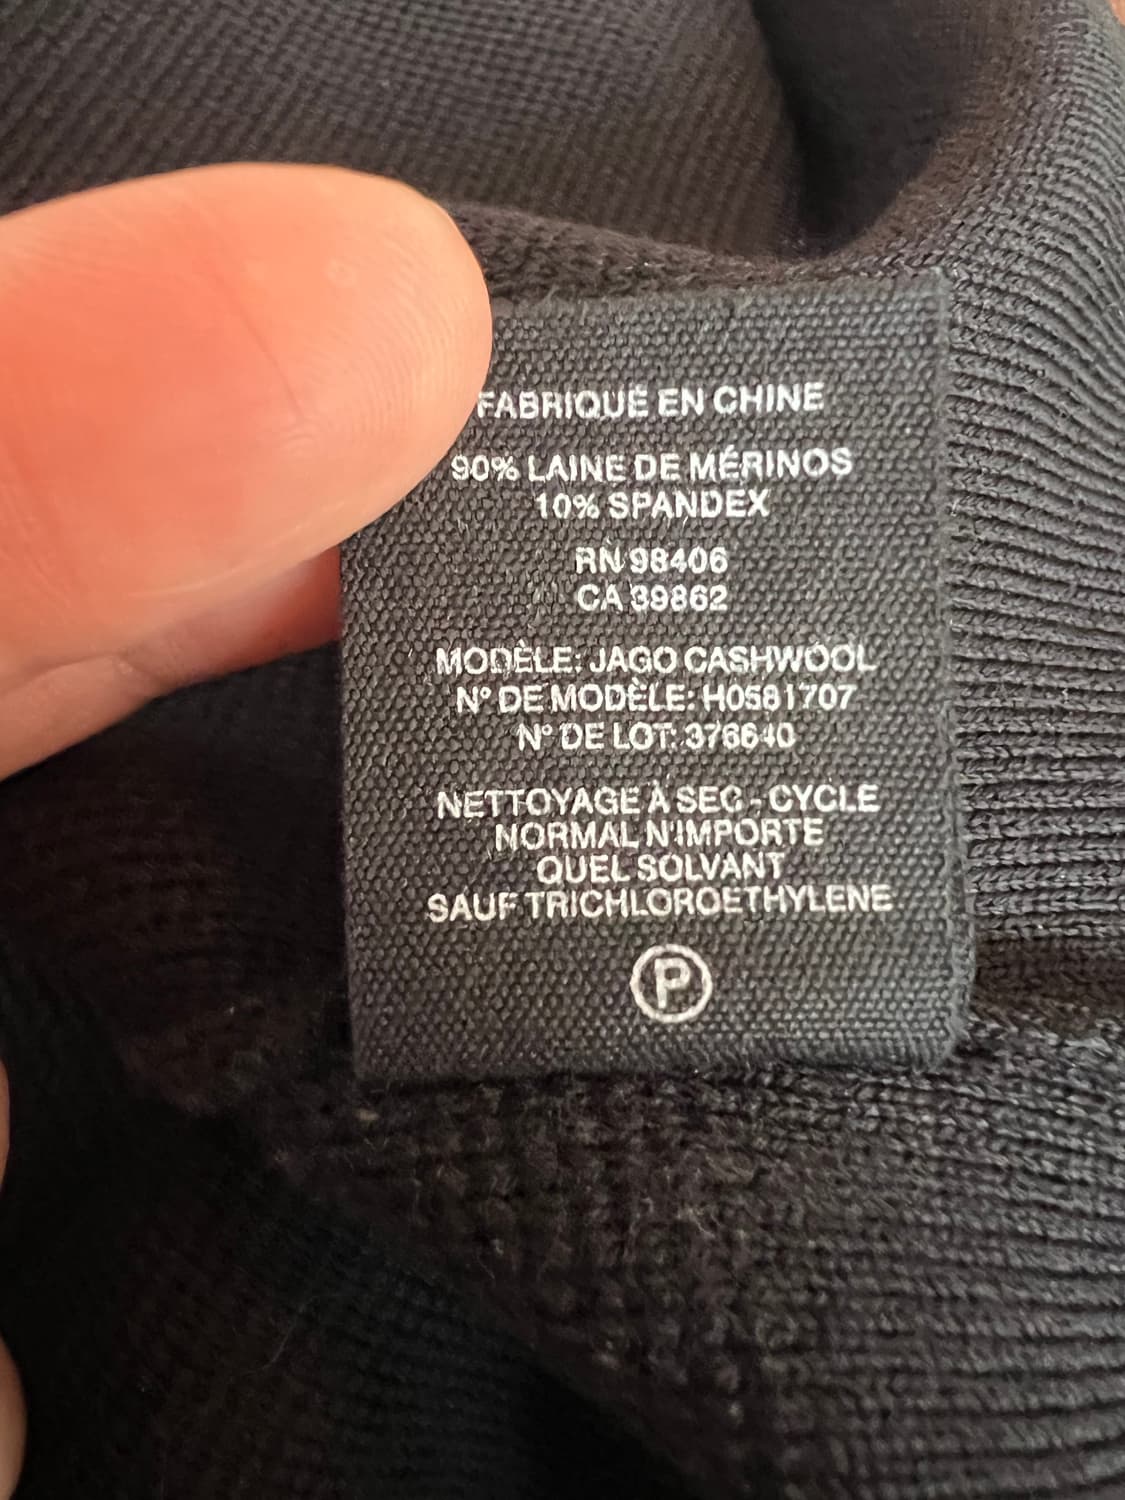 FABRIQUÉ EN CHINE
90% LAINE DE MÉRINOS
10% SPANDEX
RN 98406
CA 39862
MODÈLE: JAGO CASHWOOL
N° DE MODÈLE: H0581707
N° DE LOT: 376640
NETTOYAGE À SEC - CYCLE
NORMAL N'IMPORTE
QUEL SOLVANT
SAUF TRICHLOROETHYLENE
P